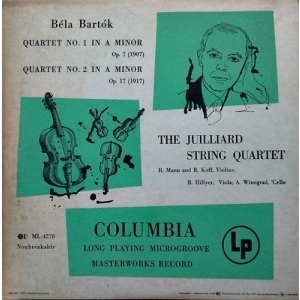 Béla Bartók
QUARTET NO. 1 IN A MINOR
Op. 7 (1907)
QUARTET NO. 2 IN A MINOR
Op. 17 (1917)
THE JUILLIARD
STRING QUARTET
R. Mann and R. Koff, Violins;
R. Hillyer, Viola; A. Winograd, 'Cello
ML 4278
Nonbreakable
COLUMBIA
LONG PLAYING MICROGROOVE
MASTERWORKS RECORD
LP